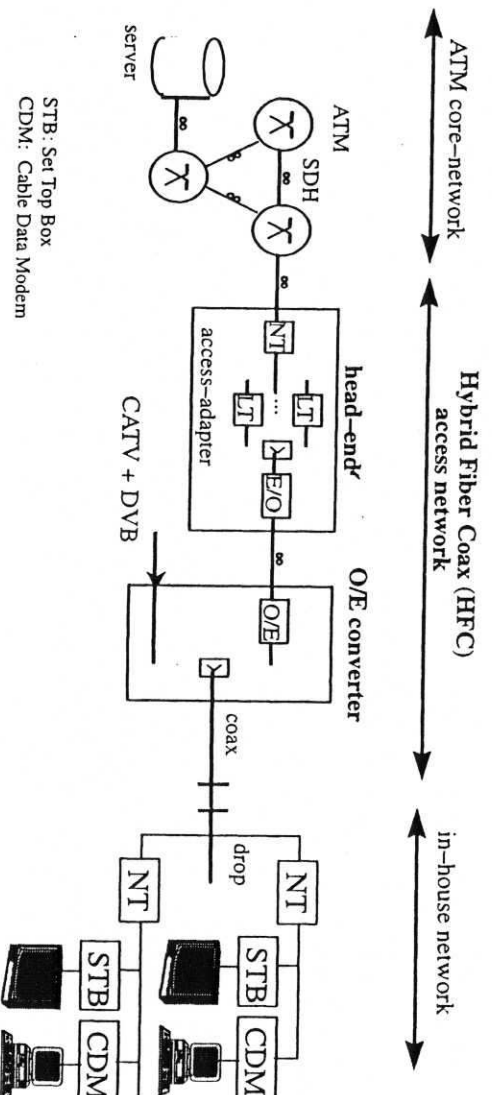 ATM core–network
Hybrid Fiber Coax (HFC)
access network
in–house network
ATM
SDH
server
head–end
NT
LT
...
LT
E/O
access–adapter
O/E converter
O/E
CATV + DVB
coax
drop
NT
STB
CDM
NT
STB
CDM
STB: Set Top Box
CDM: Cable Data Modem